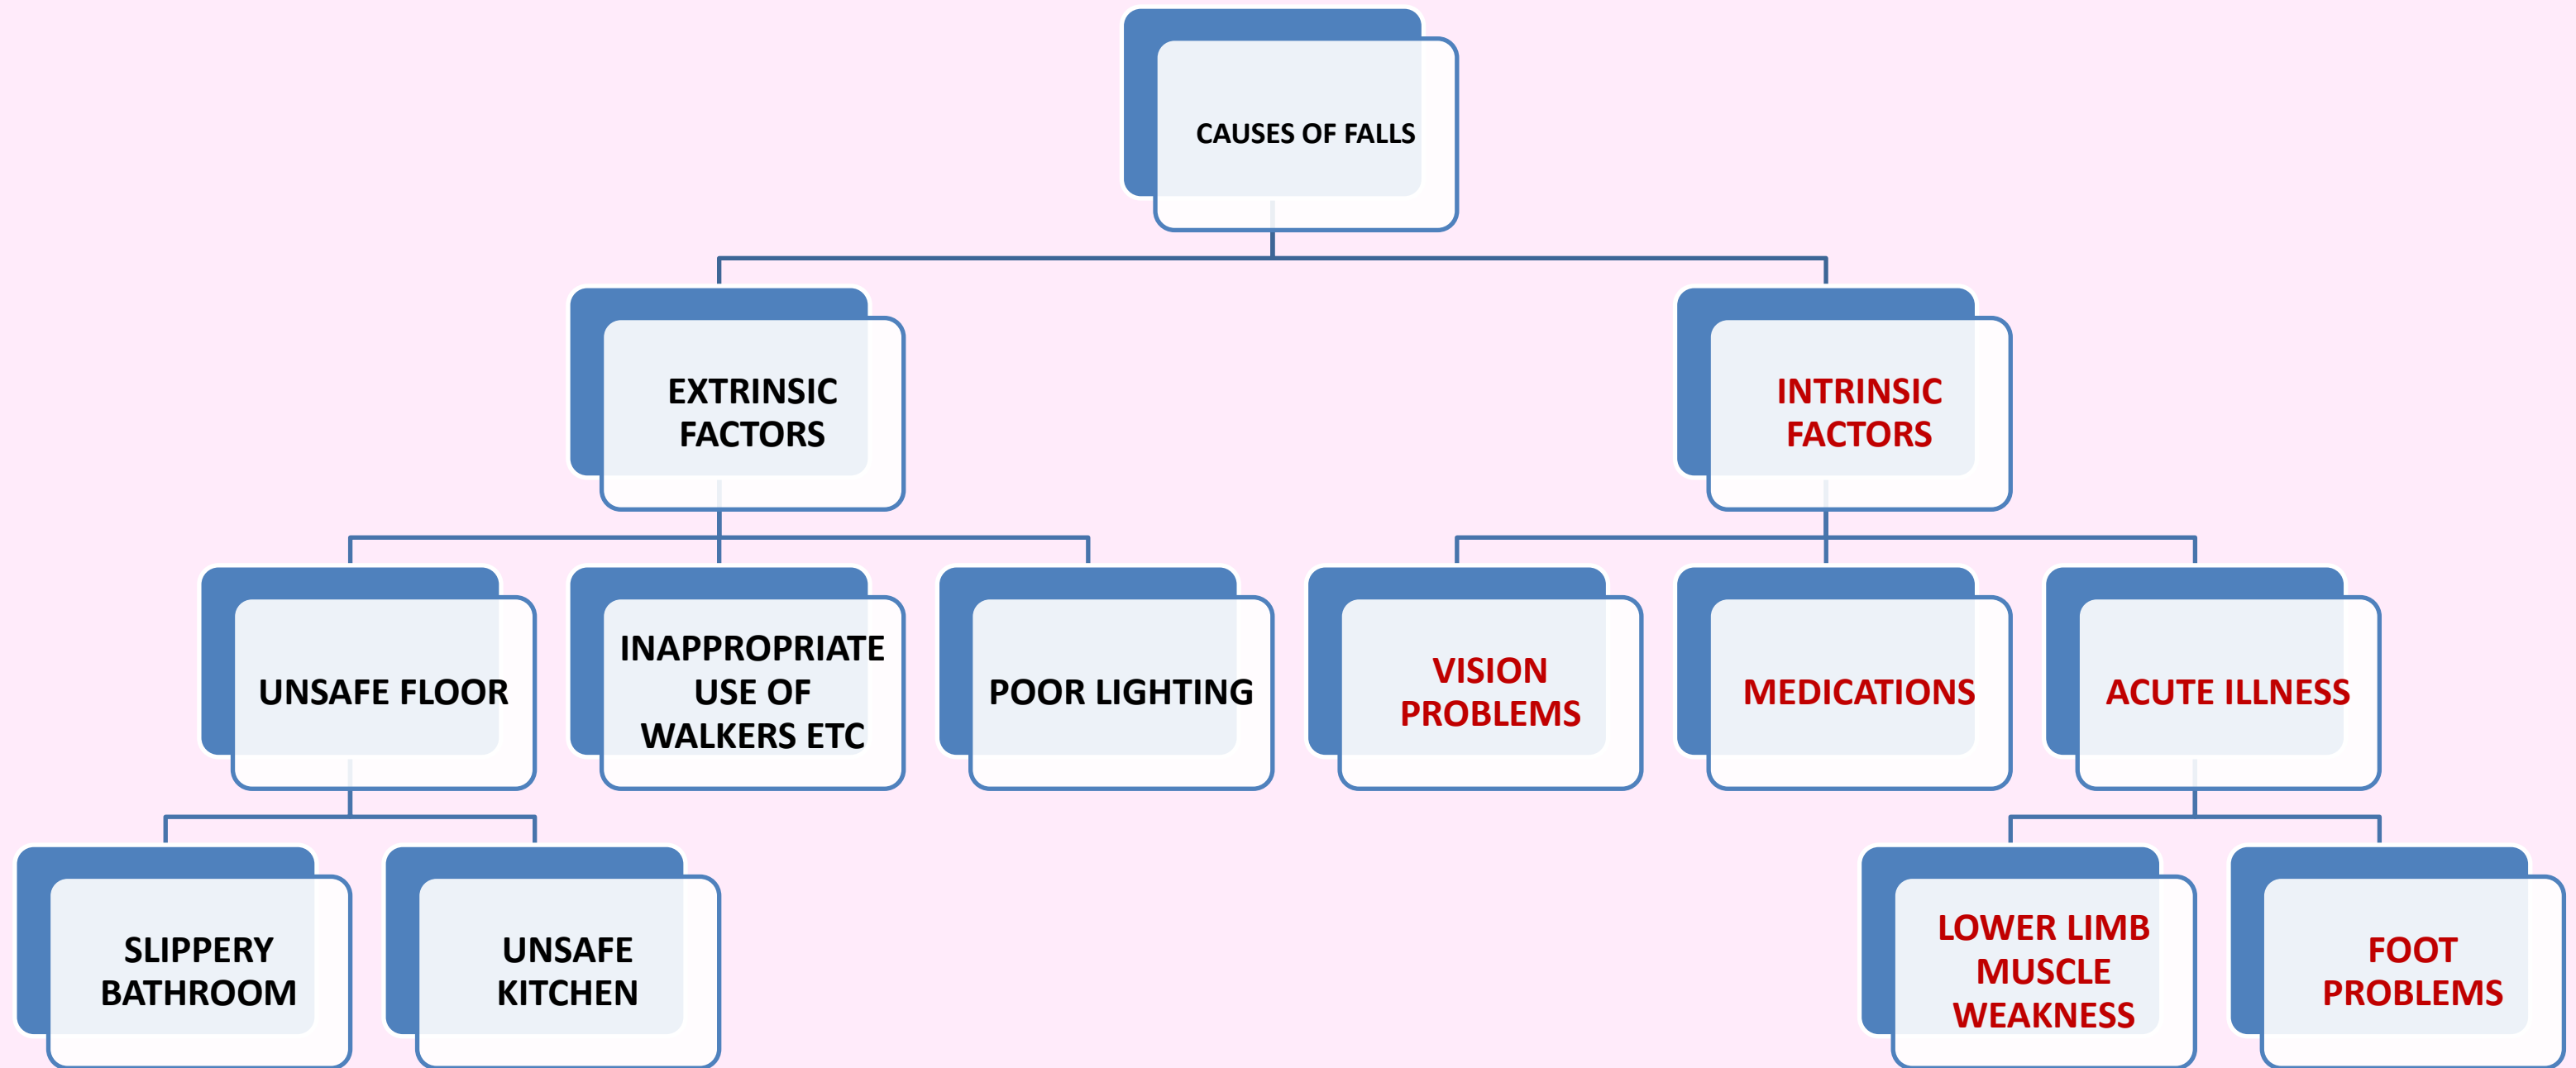 CAUSES OF FALLS
EXTRINSIC
FACTORS
INTRINSIC
FACTORS
UNSAFE FLOOR
INAPPROPRIATE
USE OF
WALKERS ETC
POOR LIGHTING
VISION
PROBLEMS
MEDICATIONS
ACUTE ILLNESS
SLIPPERY
BATHROOM
UNSAFE
KITCHEN
LOWER LIMB
MUSCLE
WEAKNESS
FOOT
PROBLEMS